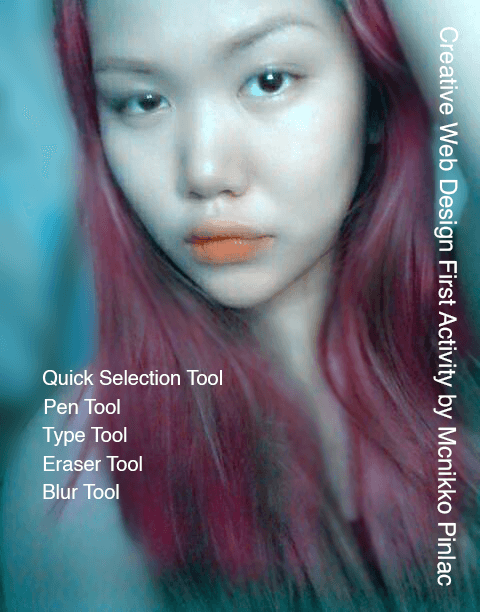 Creative Web Design First Activity by Mcnikko Pinlac
Quick Selection Tool
Pen Tool
Type Tool
Eraser Tool
Blur Tool